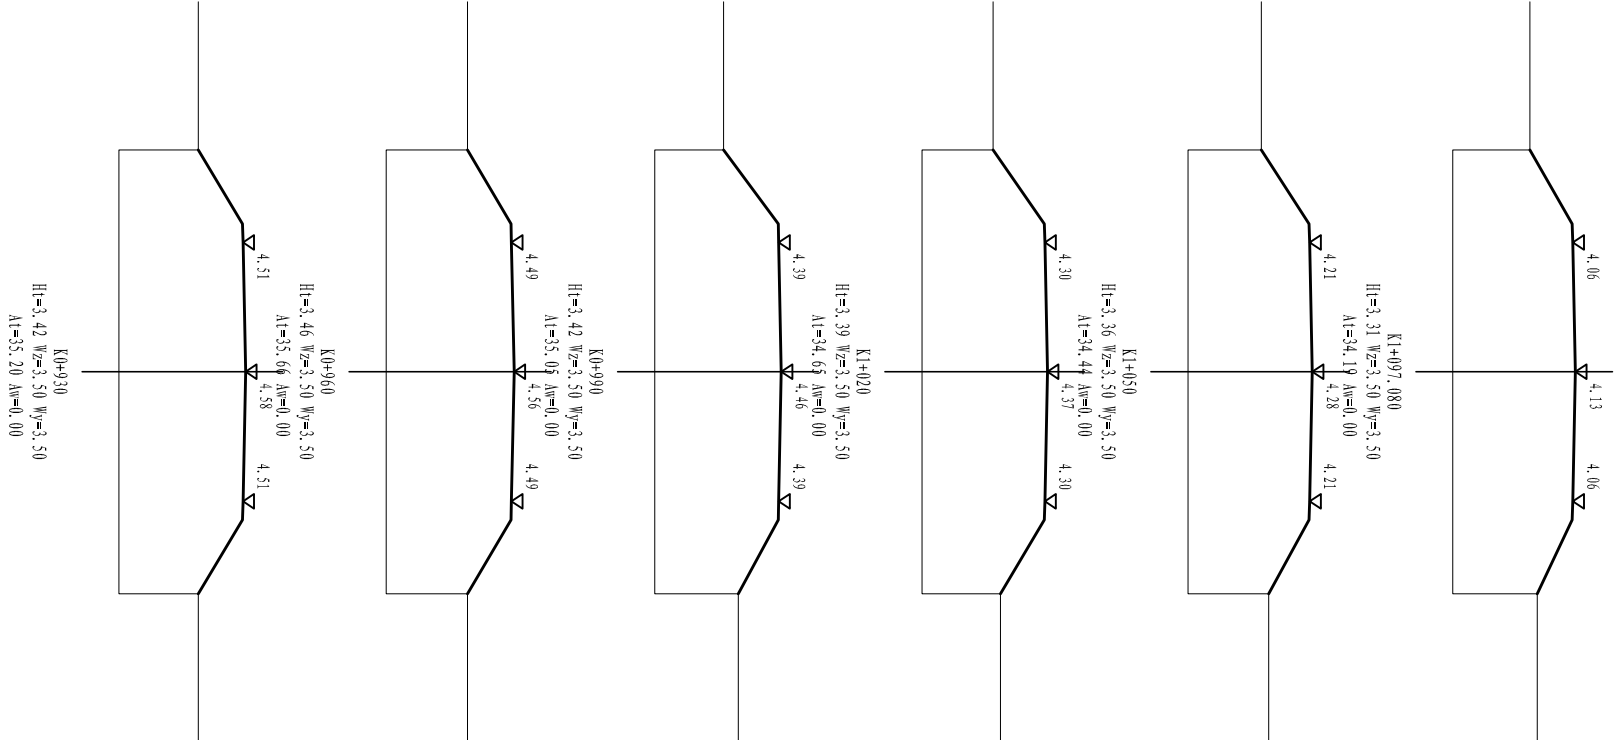 4.06 4.13 4.06
K1+097.080
Ht=3.31 Wz=3.50 Wy=3.50
At=34.19 Aw=0.00
4.21 4.28 4.21
K1+050
Ht=3.36 Wz=3.50 Wy=3.50
At=34.44 Aw=0.00
4.30 4.37 4.30
K1+020
Ht=3.39 Wz=3.50 Wy=3.50
At=34.65 Aw=0.00
4.39 4.46 4.39
K0+990
Ht=3.42 Wz=3.50 Wy=3.50
At=35.05 Aw=0.00
4.49 4.56 4.49
K0+960
Ht=3.46 Wz=3.50 Wy=3.50
At=35.66 Aw=0.00
4.51 4.58 4.51
K0+930
Ht=3.42 Wz=3.50 Wy=3.50
At=35.20 Aw=0.00